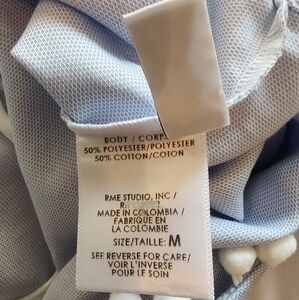 BODY / CORPS
50% POLYESTER/POLYESTER
50% COTTON/COTON
RME STUDIO, INC /
MADE IN COLOMBIA /
FABRIQUE EN
LA COLOMBIE
SIZE/TAILLE: M
SEE REVERSE FOR CARE/
VOIR L'INVERSE
POUR LE SOIN